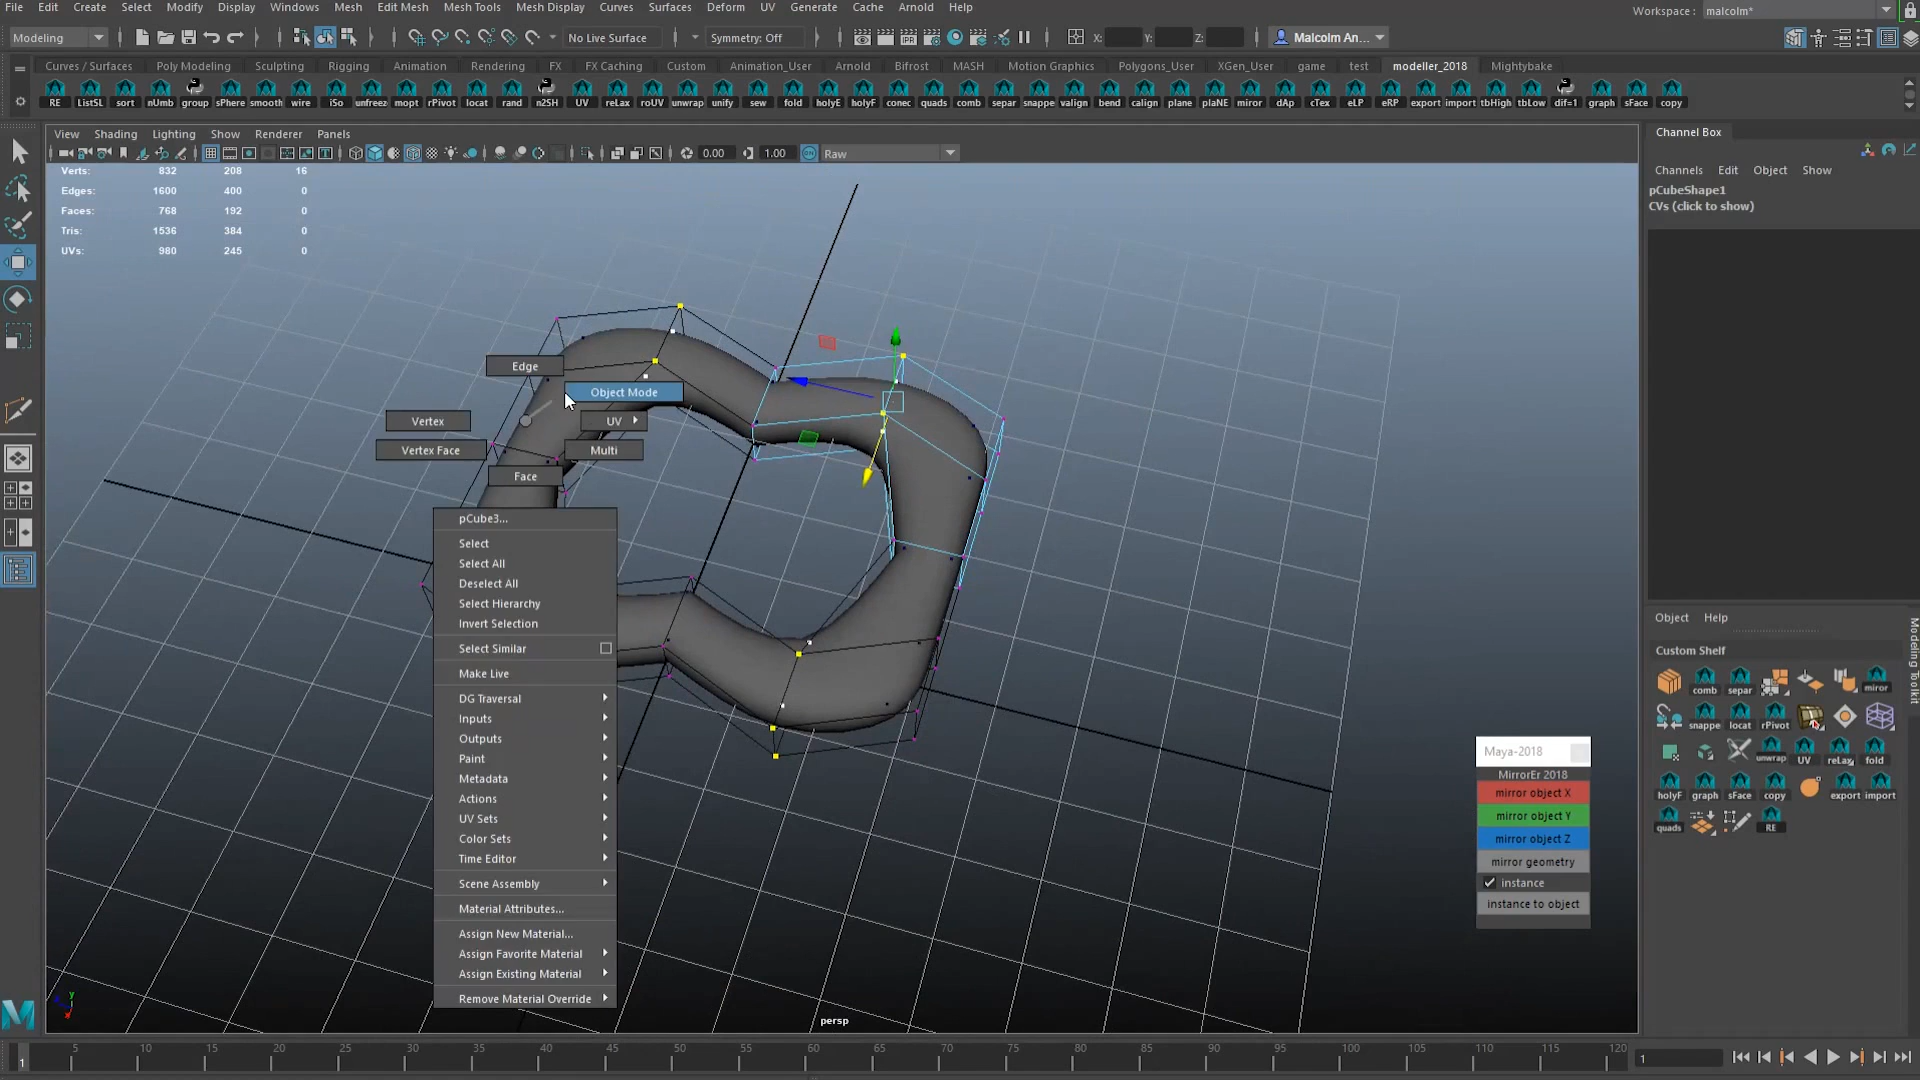 File Edit Create Select Modify Display Windows Mesh Edit Mesh Mesh Tools Mesh Display Curves Surfaces Deform UV Generate Cache Arnold Help
Workspace : malcolm*
Modeling No Live Surface Symmetry: Off X: Y: Z: Malcolm An...
Curves / Surfaces Poly Modeling Sculpting Rigging Animation Rendering FX FX Caching Custom Animation_User Arnold Bifrost MASH Motion Graphics Polygons_User XGen_User game test modeller_2018 Mightybake
RE ListSL sort nUmb group sPhere smooth wire iSo unfreez mopt rPivot locat rand n2SH UV reLax roUV unwrap unify sew fold holyE holyF conec quads comb separ snappe valign bend calign plane plaNE miror dAp cTex eLP eRP export import tbHigh tbLow dif=1 graph sFace copy
View Shading Lighting Show Renderer Panels
0.00 1.00 Raw
Verts: 832 208 16
Edges: 1600 400 0
Faces: 768 192 0
Tris: 1536 384 0
UVs: 980 245 0
Edge
Object Mode
Vertex
UV
Vertex Face
Multi
Face
pCube3...
Select
Select All
Deselect All
Select Hierarchy
Invert Selection
Select Similar
Make Live
DG Traversal
Inputs
Outputs
Paint
Metadata
Actions
UV Sets
Color Sets
Time Editor
Scene Assembly
Material Attributes...
Assign New Material...
Assign Favorite Material
Assign Existing Material
Remove Material Override
persp
y
Channel Box
Channels Edit Object Show
pCubeShape1
CVs (click to show)
Object Help
Custom Shelf
comb separ miror
snappe locat rPivot
unwrap UV reLax fold
holyF graph sFace copy export import
quads RE
Modeling Toolkit
Maya-2018
MirrorEr 2018
mirror object X
mirror object Y
mirror object Z
mirror geometry
instance
instance to object
1 5 10 15 20 25 30 35 40 45 50 55 60 65 70 75 80 85 90 95 100 105 110 115 120
1